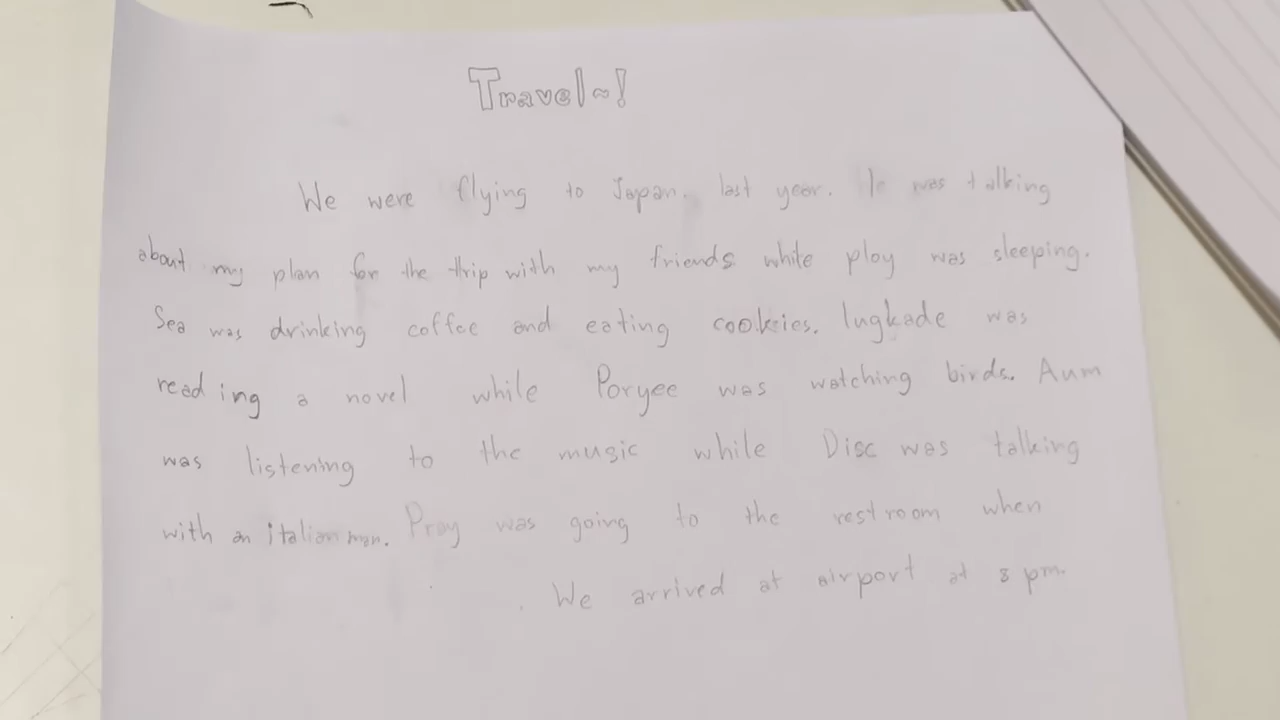 Travel~!
We were flying to Japan. last year. I was talking
about my plan for the trip with my friends while ploy was sleeping.
Sea was drinking coffee and eating cookies. lugkade was
reading a novel while Poryee was watching birds. Aum
was listening to the music while Disc was talking
with an italian man. Pray was going to the restroom when
. We arrived at airport at 8 pm.